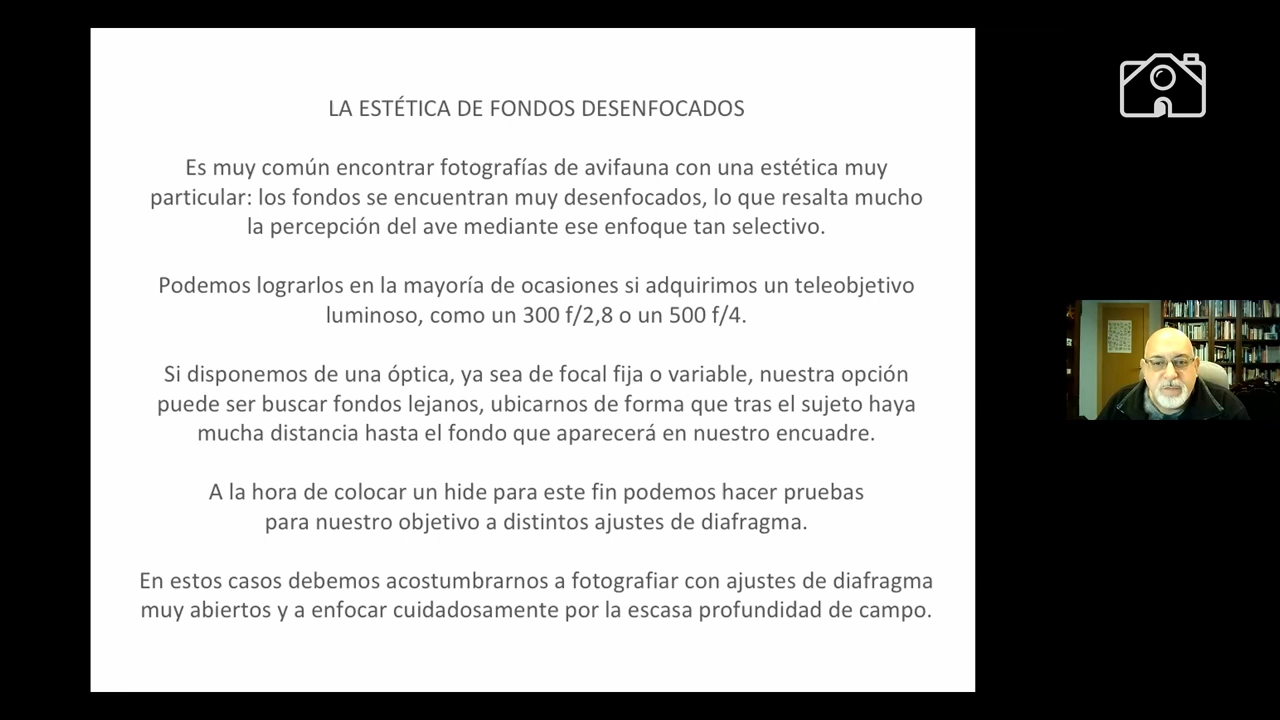 LA ESTÉTICA DE FONDOS DESENFOCADOS
Es muy común encontrar fotografías de avifauna con una estética muy
particular: los fondos se encuentran muy desenfocados, lo que resalta mucho
la percepción del ave mediante ese enfoque tan selectivo.
Podemos lograrlos en la mayoría de ocasiones si adquirimos un teleobjetivo
luminoso, como un 300 f/2,8 o un 500 f/4.
Si disponemos de una óptica, ya sea de focal fija o variable, nuestra opción
puede ser buscar fondos lejanos, ubicarnos de forma que tras el sujeto haya
mucha distancia hasta el fondo que aparecerá en nuestro encuadre.
A la hora de colocar un hide para este fin podemos hacer pruebas
para nuestro objetivo a distintos ajustes de diafragma.
En estos casos debemos acostumbrarnos a fotografiar con ajustes de diafragma
muy abiertos y a enfocar cuidadosamente por la escasa profundidad de campo.